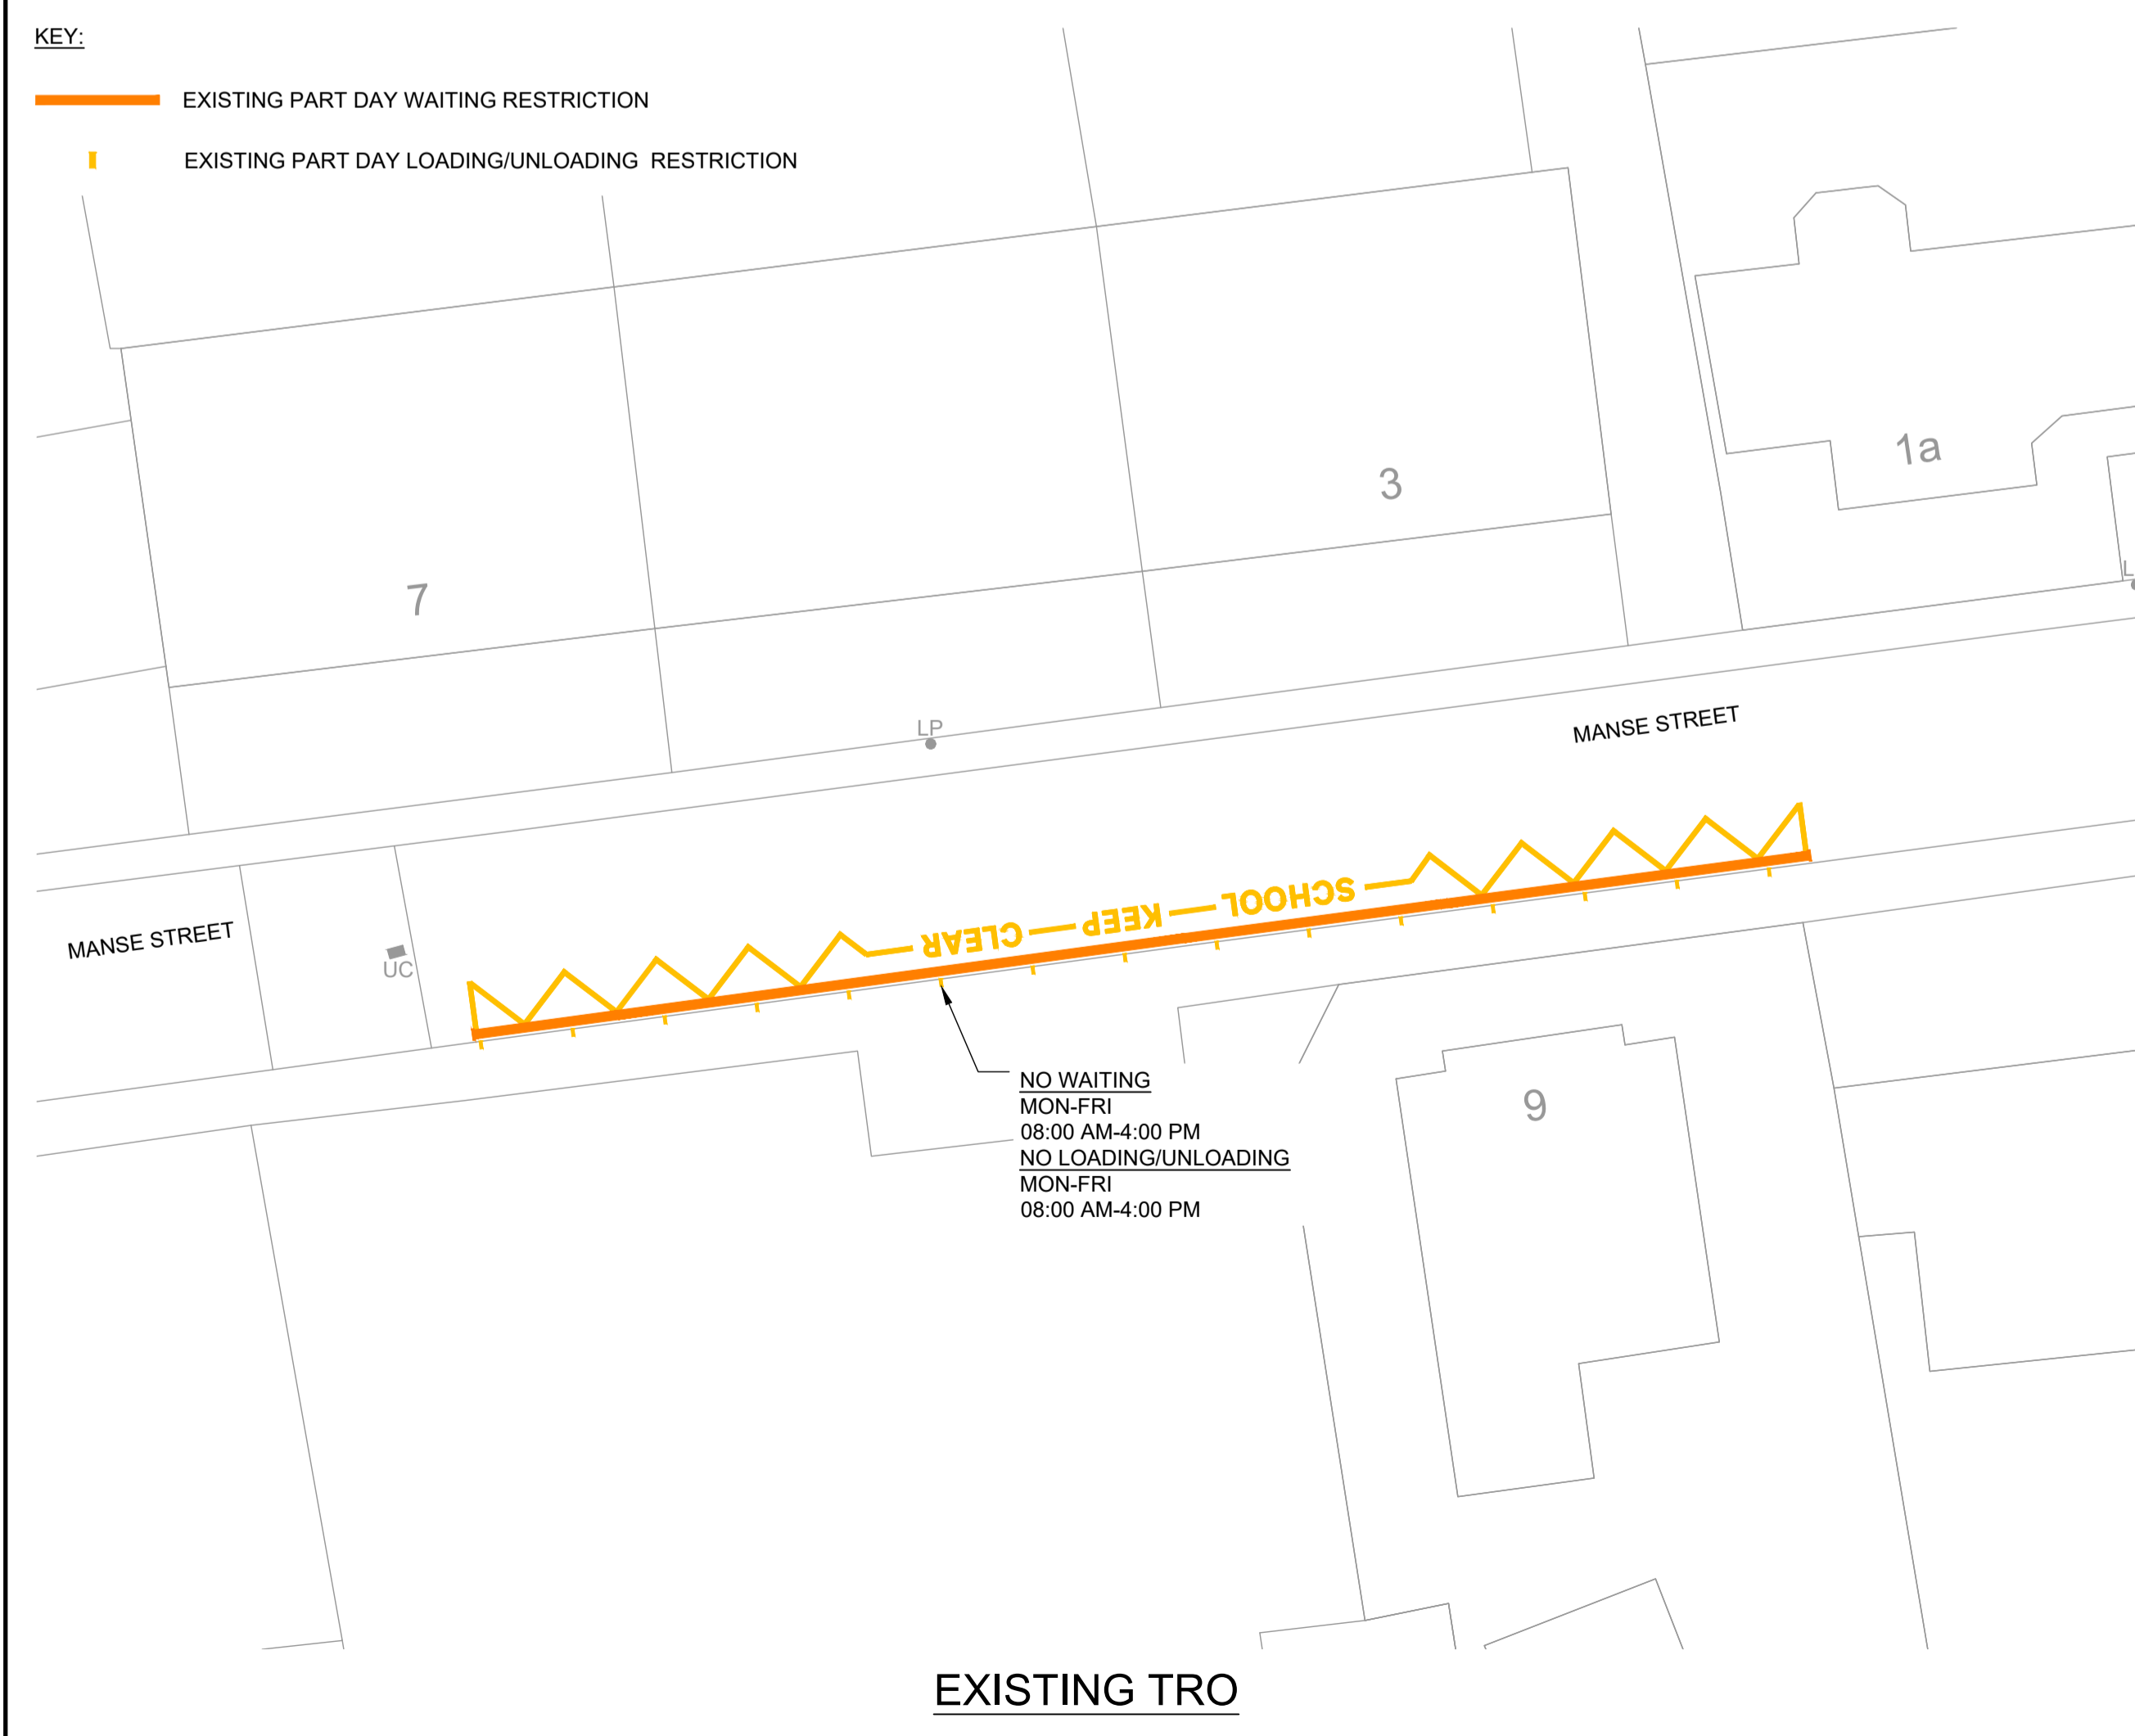 KEY:
EXISTING PART DAY WAITING RESTRICTION
EXISTING PART DAY LOADING/UNLOADING RESTRICTION
1a
3
7
LP
MANSE STREET
SCHOOL KEEP CLEAR
MANSE STREET
UC
NO WAITING
MON-FRI
08:00 AM-4:00 PM
NO LOADING/UNLOADING
MON-FRI
08:00 AM-4:00 PM
9
EXISTING TRO